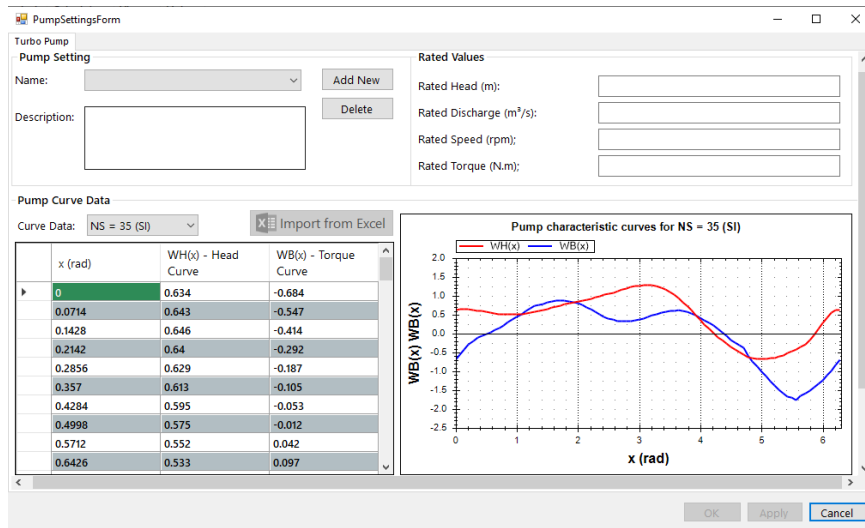 PumpSettingsForm
Turbo Pump
Pump Setting
Name:
Add New
Description:
Delete
Rated Values
Rated Head (m):
Rated Discharge (m³/s):
Rated Speed (rpm);
Rated Torque (N.m);
Pump Curve Data
Curve Data: NS = 35 (SI)
Import from Excel
x (rad) WH(x) - Head Curve WB(x) - Torque Curve
0 0.634 -0.684
0.0714 0.643 -0.547
0.1428 0.646 -0.414
0.2142 0.64 -0.292
0.2856 0.629 -0.187
0.357 0.613 -0.105
0.4284 0.595 -0.053
0.4998 0.575 -0.012
0.5712 0.552 0.042
0.6426 0.533 0.097
Pump characteristic curves for NS = 35 (SI)
WH(x) WB(x)
WB(x) WB(x)
2.0
1.5
1.0
0.5
0.0
-0.5
-1.0
-1.5
-2.0
-2.5
0 1 2 3 4 5 6
x (rad)
OK Apply Cancel